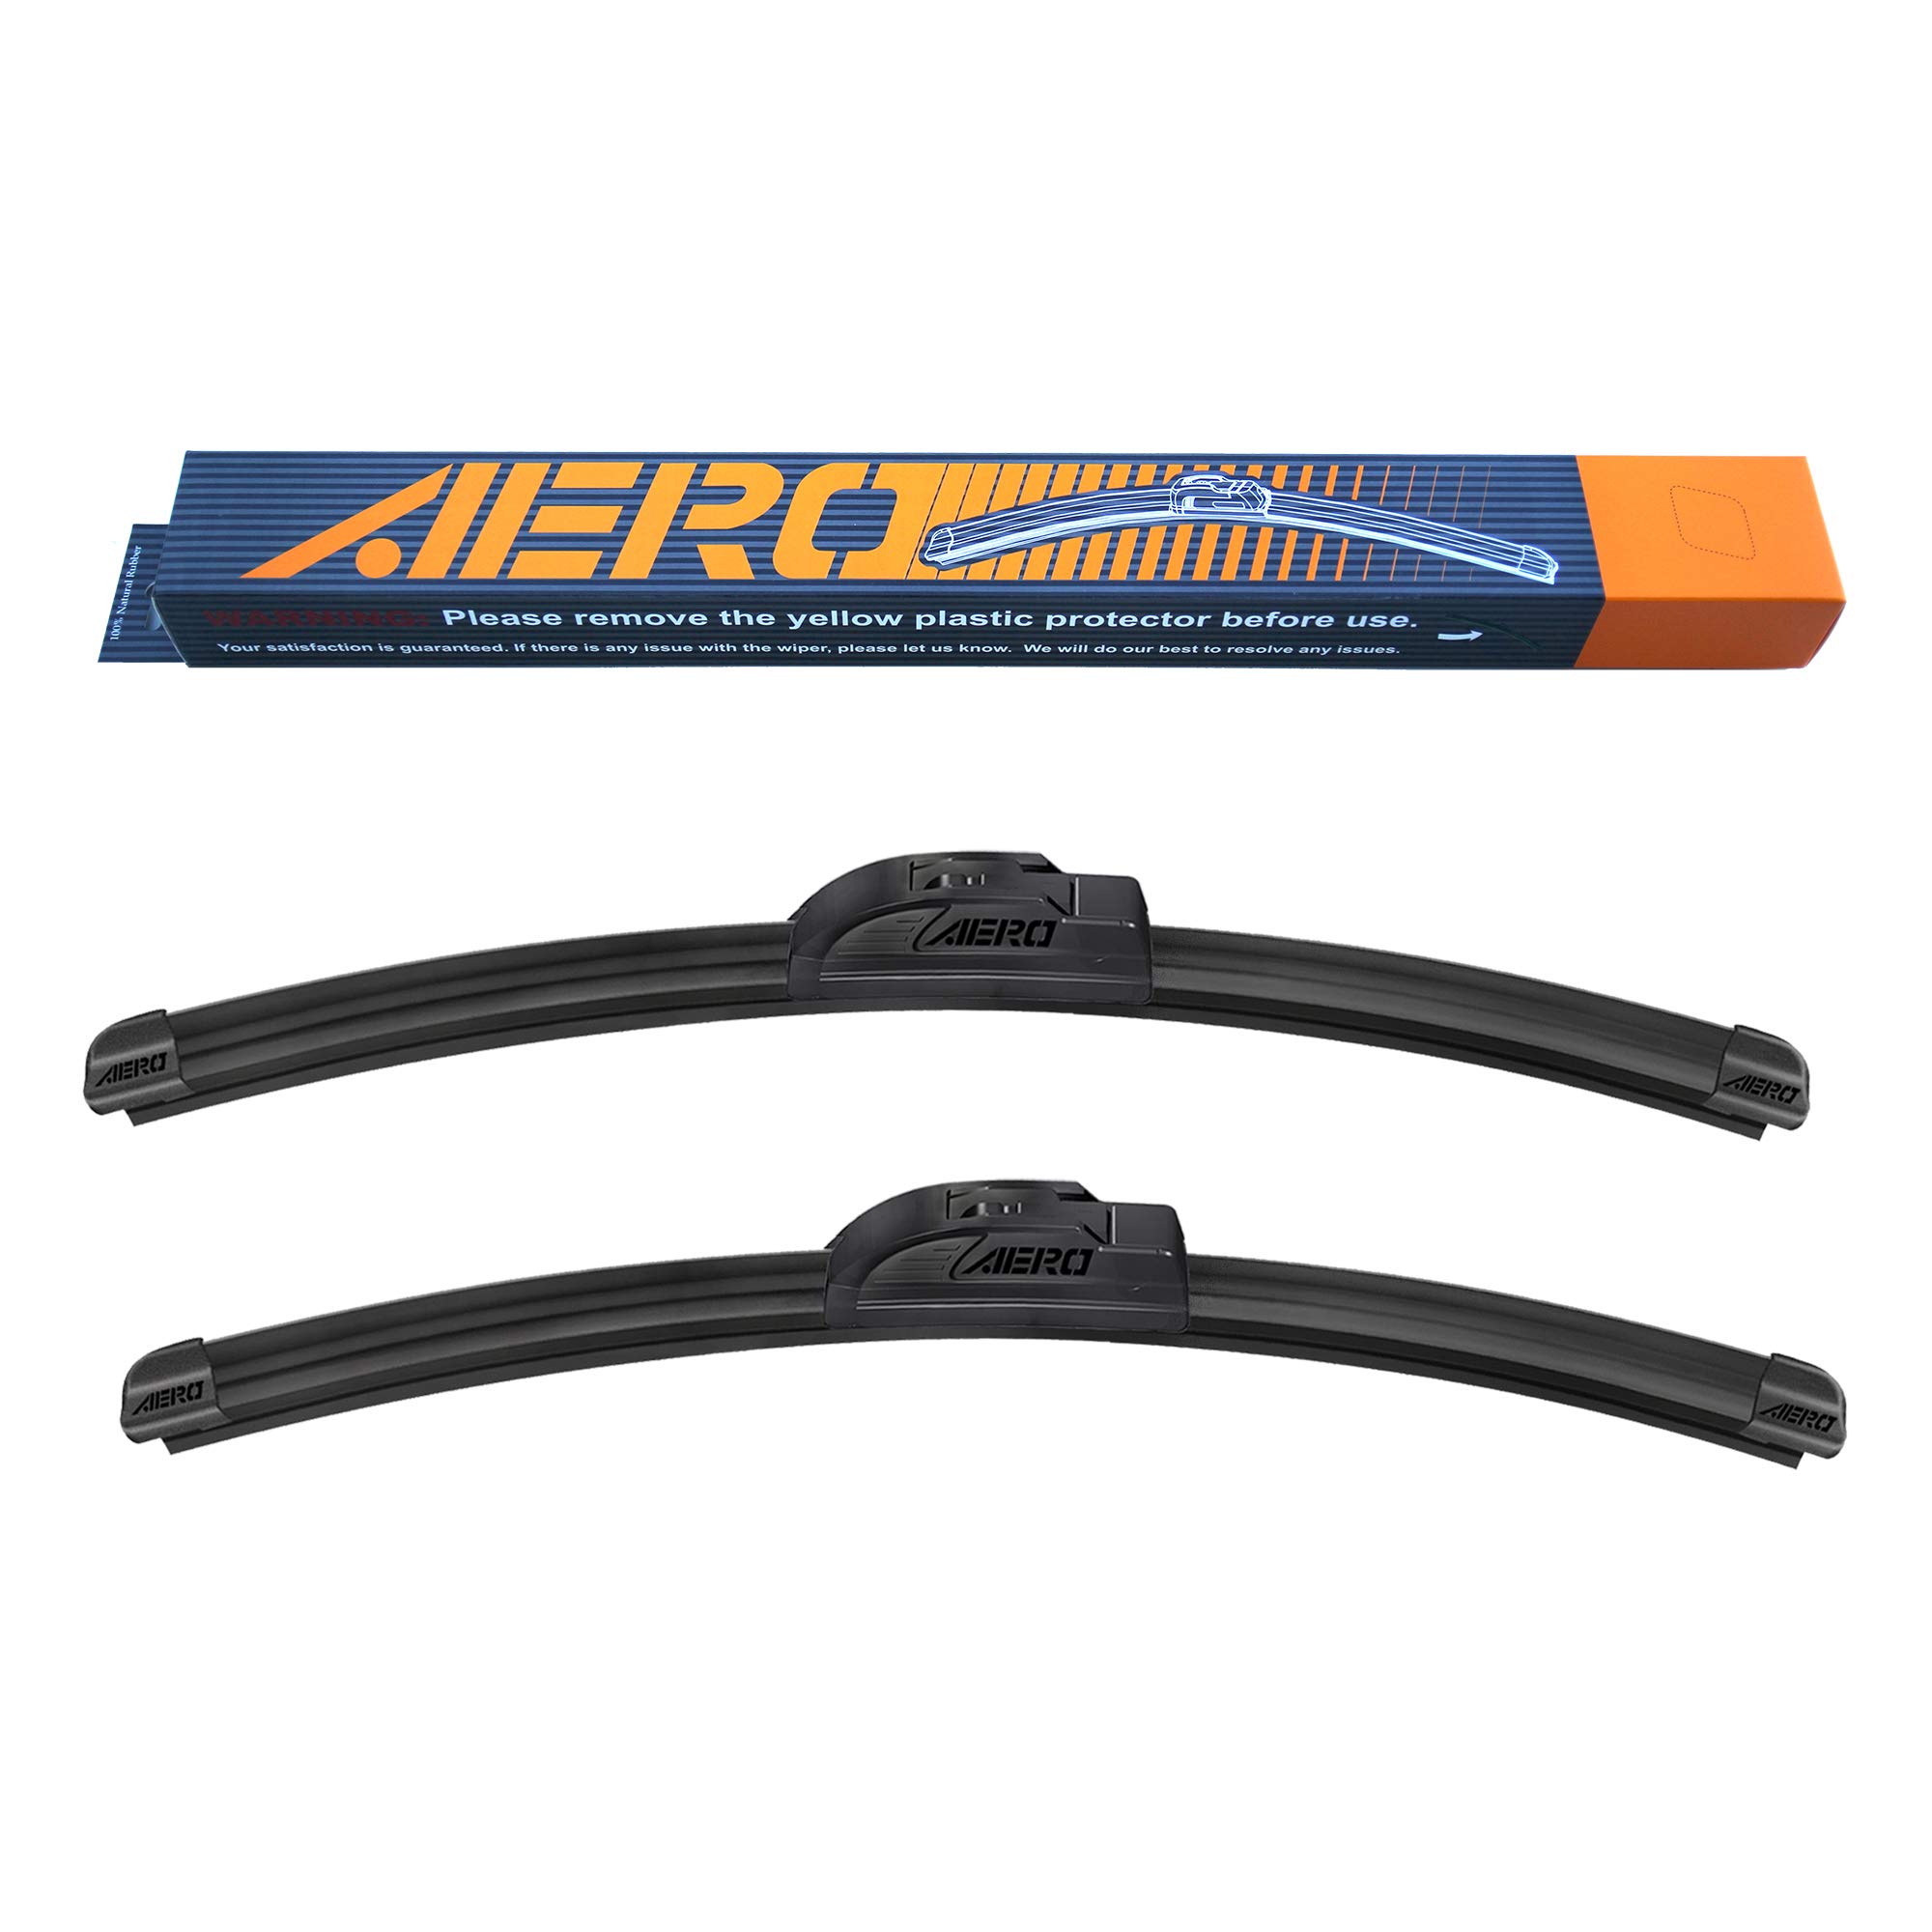 AERO
100% Natural Rubber
WARNING: Please remove the yellow plastic protector before use.
Your satisfaction is guaranteed. If there is any issue with the wiper, please let us know. We will do our best to resolve any issues.
AERO
AERO
AERO
AERO
AERO
AERO